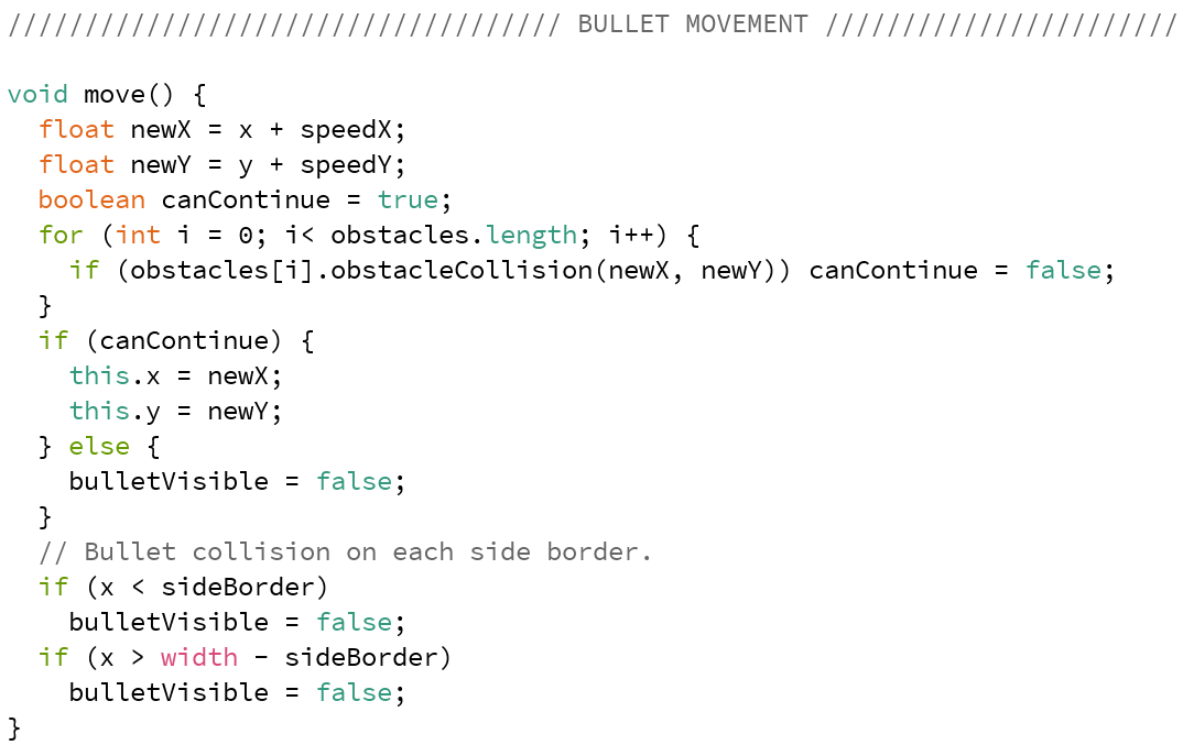 //////////////////////////////////// BULLET MOVEMENT ///////////////////////
void move() {
  float newX = x + speedX;
  float newY = y + speedY;
  boolean canContinue = true;
  for (int i = 0; i< obstacles.length; i++) {
    if (obstacles[i].obstacleCollision(newX, newY)) canContinue = false;
  }
  if (canContinue) {
    this.x = newX;
    this.y = newY;
  } else {
    bulletVisible = false;
  }
  // Bullet collision on each side border.
  if (x < sideBorder)
    bulletVisible = false;
  if (x > width - sideBorder)
    bulletVisible = false;
}